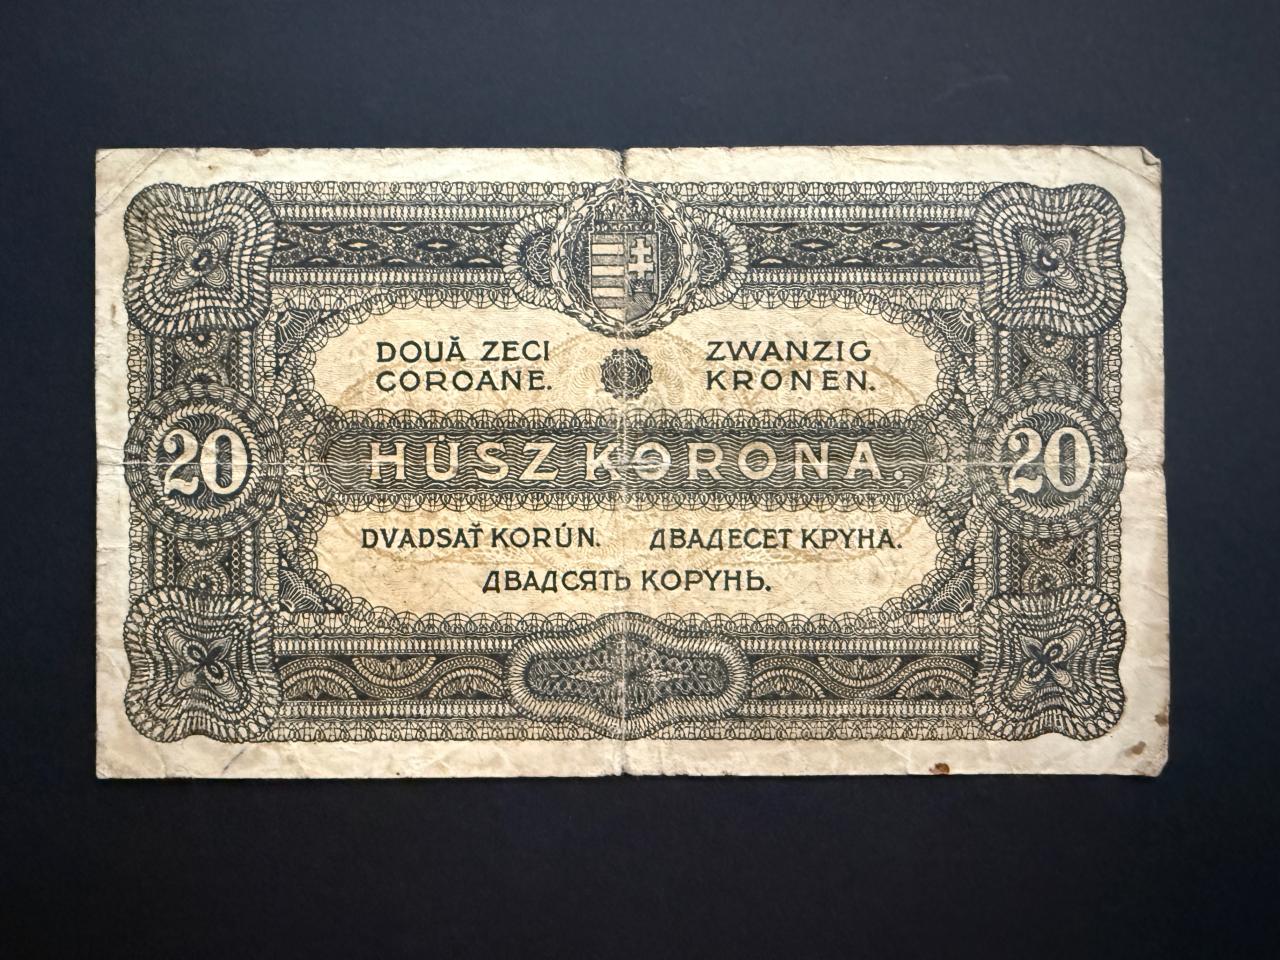 DOUĂ ZECI
COROANE.
ZWANZIG
KRONEN.
20 HÚSZ KORONA. 20
DVADSAŤ KORÚN. ДВАДЕСЕТ КРУНА.
ДВАДСЯТЬ КОРУНЬ.